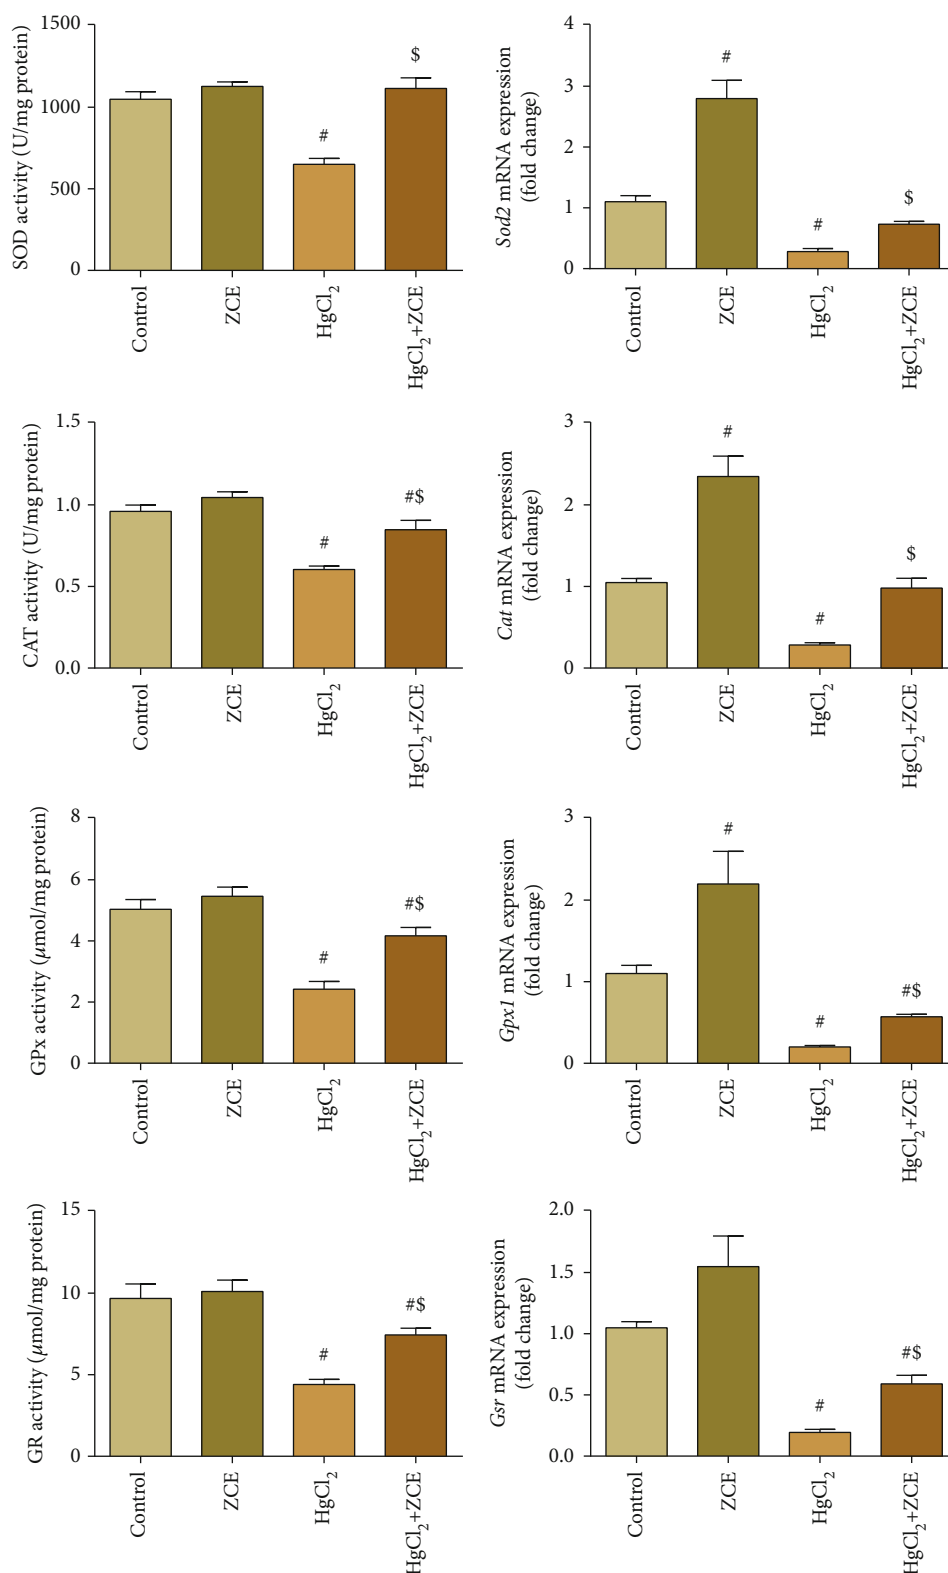 SOD activity (U/mg protein)
1500
1000
500
0
#
$
Control
ZCE
HgCl₂
HgCl₂+ZCE
Sod2 mRNA expression
(fold change)
4
3
2
1
0
#
#
$
Control
ZCE
HgCl₂
HgCl₂+ZCE
CAT activity (U/mg protein)
1.5
1.0
0.5
0.0
#
#$
Control
ZCE
HgCl₂
HgCl₂+ZCE
Cat mRNA expression
(fold change)
3
2
1
0
#
#
$
Control
ZCE
HgCl₂
HgCl₂+ZCE
GPx activity (μmol/mg protein)
8
6
4
2
0
#
#$
Control
ZCE
HgCl₂
HgCl₂+ZCE
Gpx1 mRNA expression
(fold change)
3
2
1
0
#
#
#$
Control
ZCE
HgCl₂
HgCl₂+ZCE
GR activity (μmol/mg protein)
15
10
5
0
#
#$
Control
ZCE
HgCl₂
HgCl₂+ZCE
Gsr mRNA expression
(fold change)
2.0
1.5
1.0
0.5
0.0
#
#$
Control
ZCE
HgCl₂
HgCl₂+ZCE